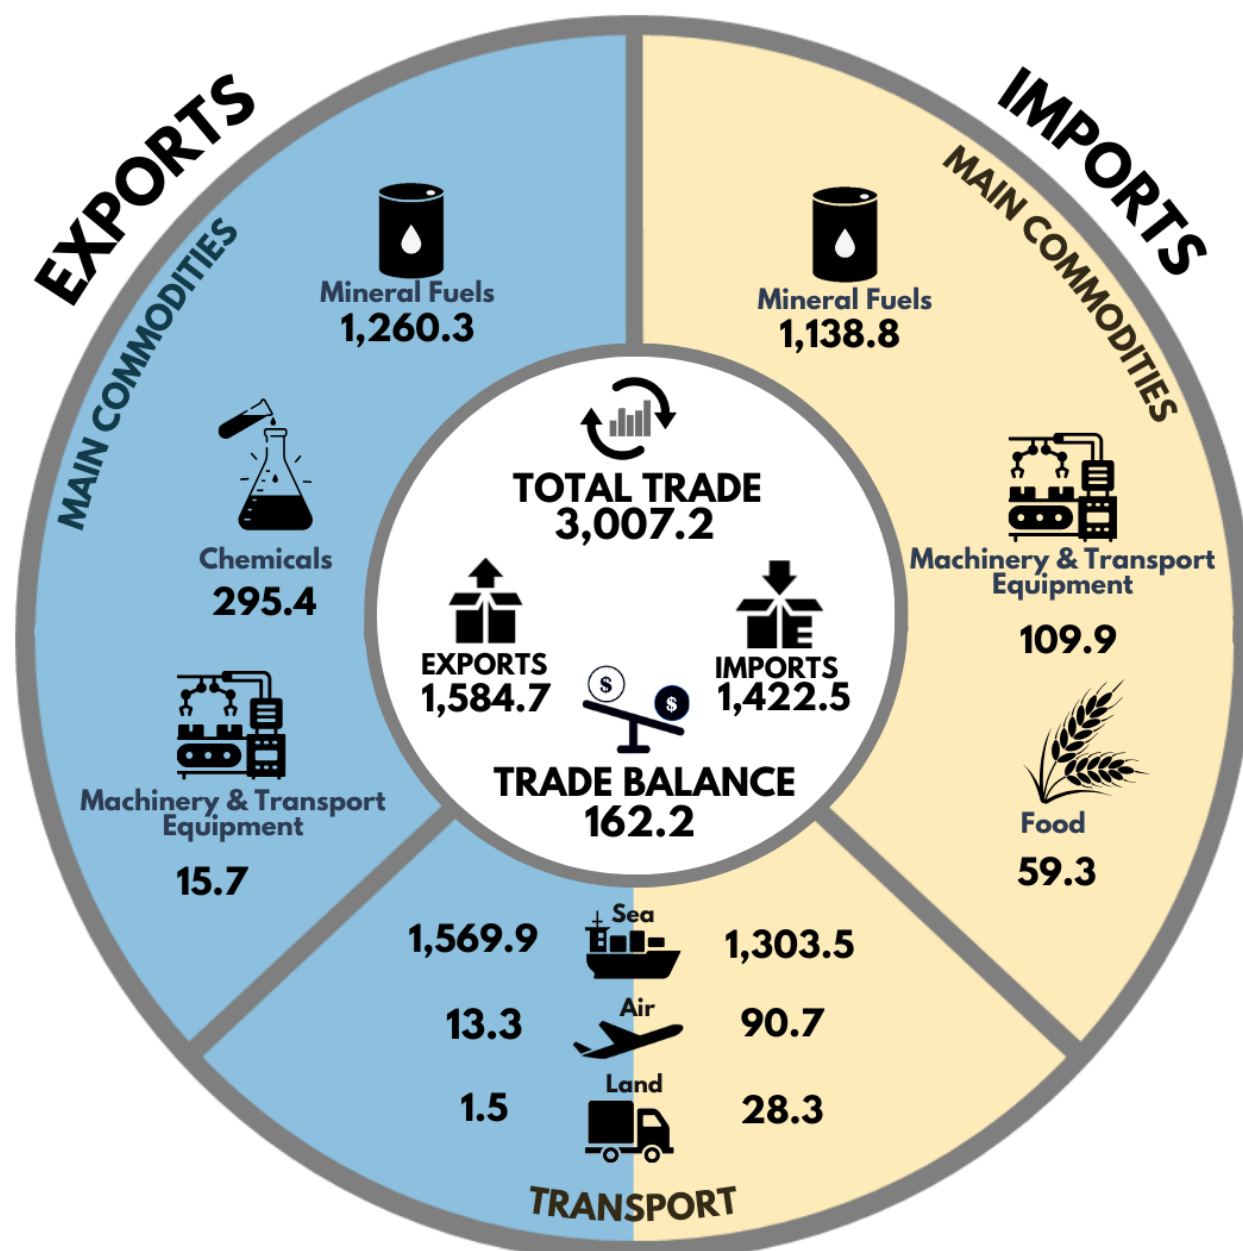 EXPORTS
MAIN COMMODITIES
Mineral Fuels
1,260.3
Chemicals
295.4
Machinery & Transport
Equipment
15.7
IMPORTS
MAIN COMMODITIES
Mineral Fuels
1,138.8
Machinery & Transport
Equipment
109.9
Food
59.3
TOTAL TRADE
3,007.2
EXPORTS
1,584.7
IMPORTS
1,422.5
$
$
TRADE BALANCE
162.2
Sea
1,569.9
1,303.5
Air
13.3
90.7
Land
1.5
28.3
TRANSPORT